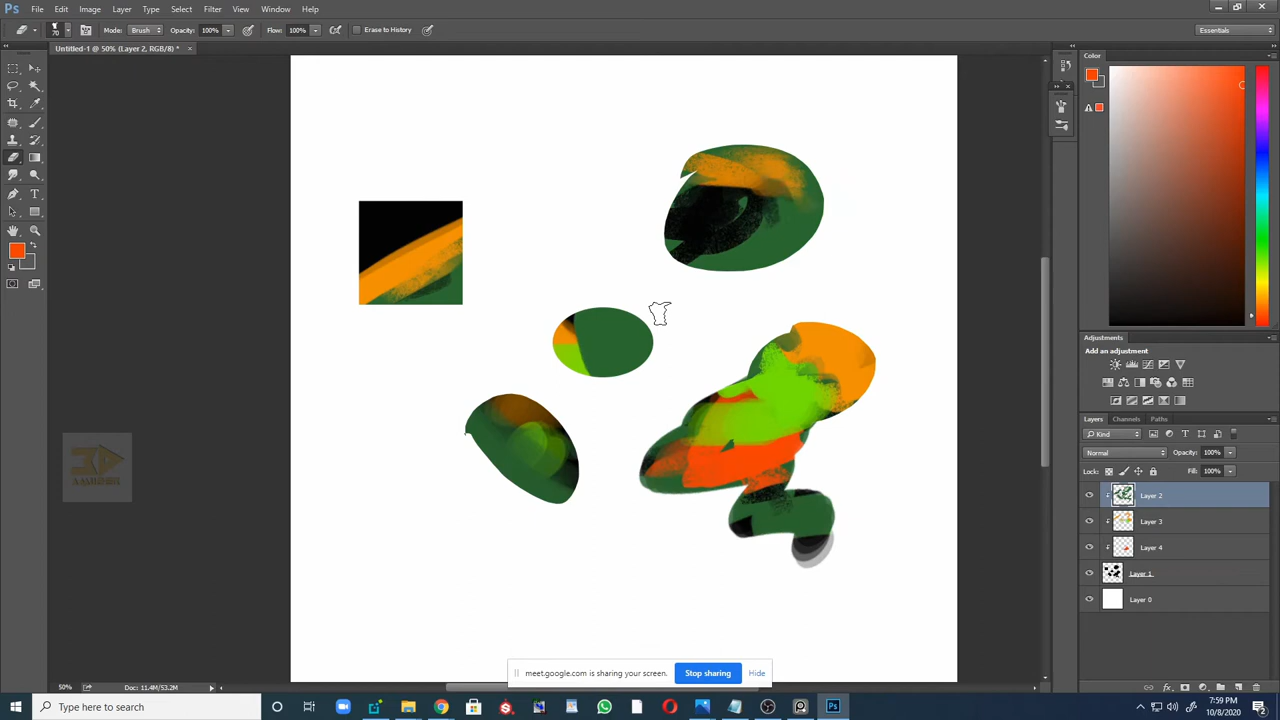 Ps File Edit Image Layer Type Select Filter View Window Help
70 Mode: Brush Opacity: 100% Flow: 100% Erase to History Essentials
Untitled-1 @ 50% (Layer 2, RGB/8) * ×
Color
Adjustments
Add an adjustment
Layers Channels Paths
Kind
Normal Opacity: 100%
Lock: Fill: 100%
Layer 2
Layer 3
Layer 4
Layer 1
Layer 0
meet.google.com is sharing your screen. Stop sharing Hide
50% Doc: 11.4M/53.2M
Type here to search
7:59 PM
10/8/2020